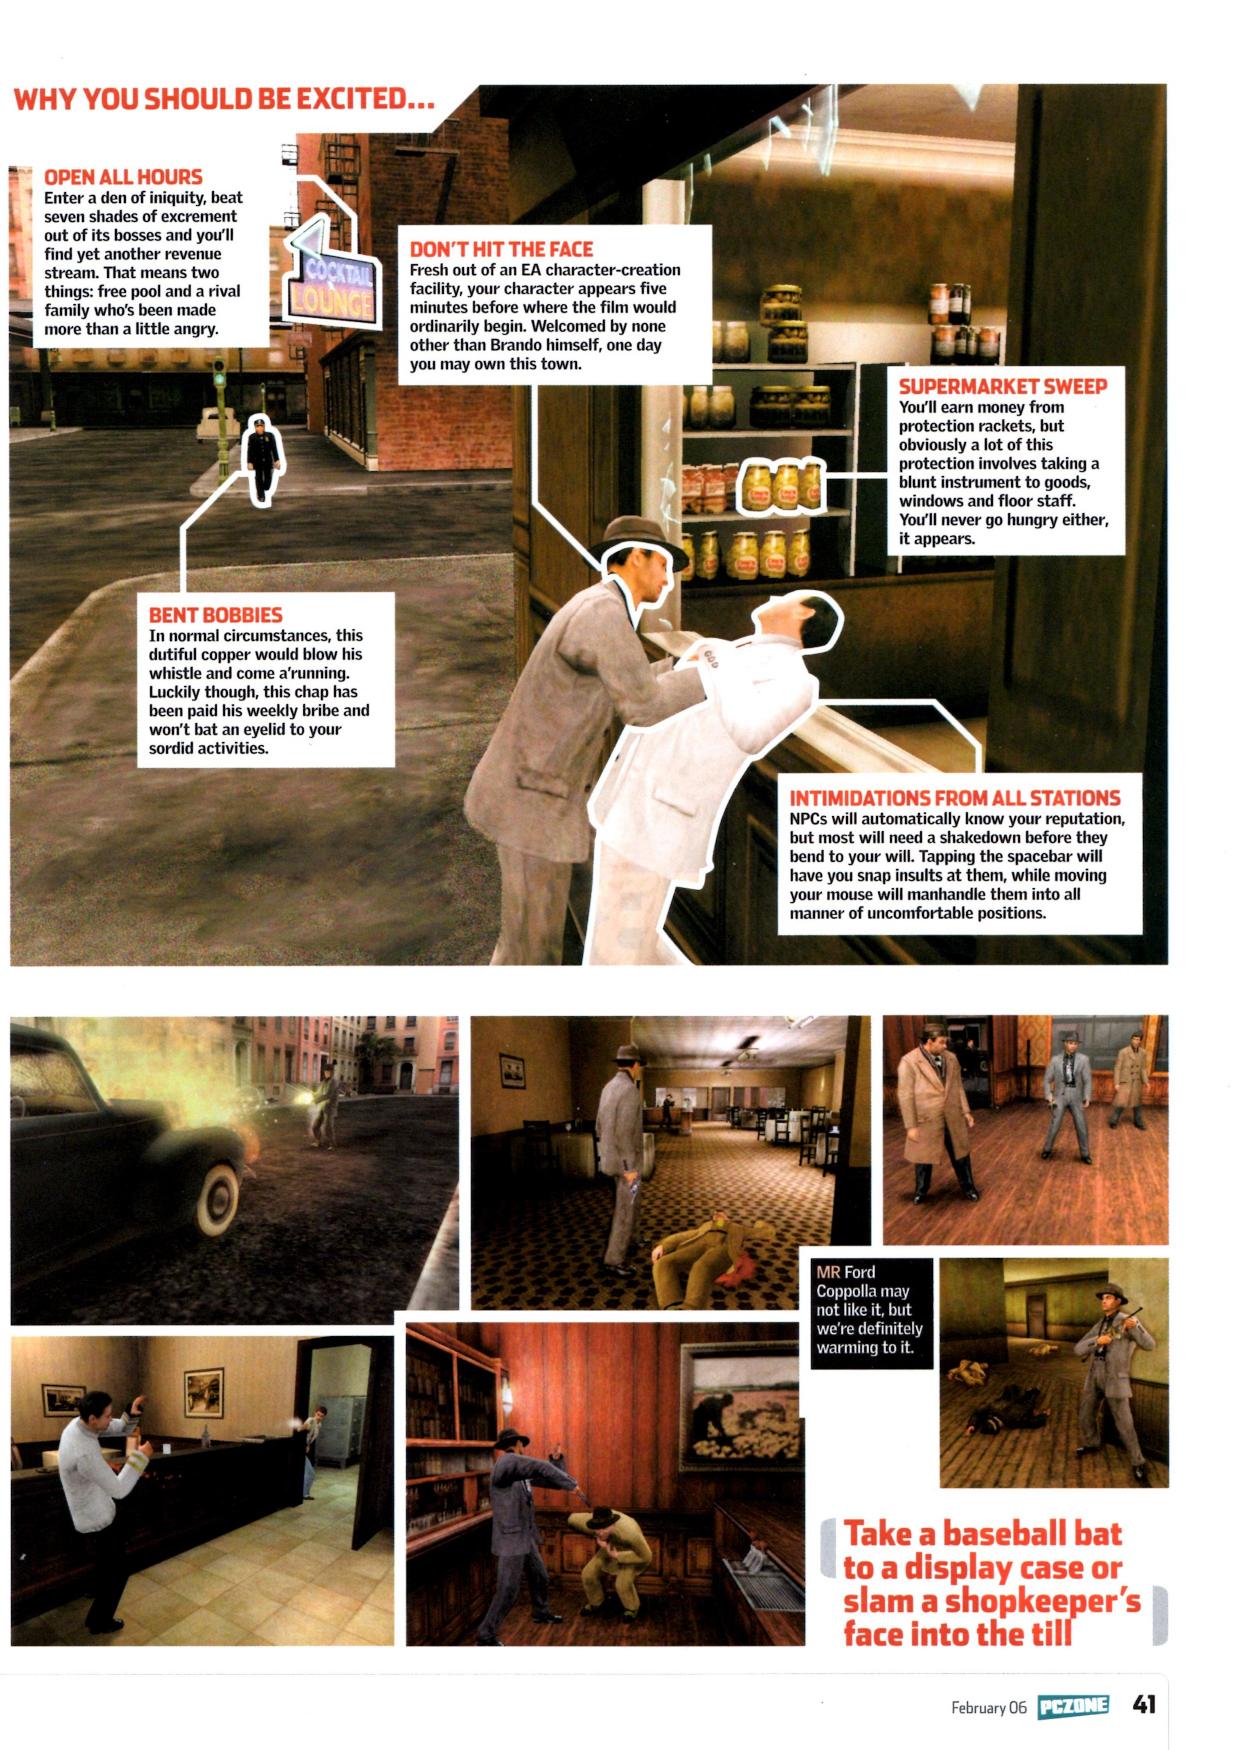 WHY YOU SHOULD BE EXCITED...
OPEN ALL HOURS
Enter a den of iniquity, beat
seven shades of excrement
out of its bosses and you'll
find yet another revenue
stream. That means two
things: free pool and a rival
family who's been made
more than a little angry.
COCKTAIL
LOUNGE
DON'T HIT THE FACE
Fresh out of an EA character-creation
facility, your character appears five
minutes before where the film would
ordinarily begin. Welcomed by none
other than Brando himself, one day
you may own this town.
SUPERMARKET SWEEP
You'll earn money from
protection rackets, but
obviously a lot of this
protection involves taking a
blunt instrument to goods,
windows and floor staff.
You'll never go hungry either,
it appears.
BENT BOBBIES
In normal circumstances, this
dutiful copper would blow his
whistle and come a'running.
Luckily though, this chap has
been paid his weekly bribe and
won't bat an eyelid to your
sordid activities.
INTIMIDATIONS FROM ALL STATIONS
NPCs will automatically know your reputation,
but most will need a shakedown before they
bend to your will. Tapping the spacebar will
have you snap insults at them, while moving
your mouse will manhandle them into all
manner of uncomfortable positions.
MR Ford
Coppolla may
not like it, but
we're definitely
warming to it.
Take a baseball bat
to a display case or
slam a shopkeeper's
face into the till
February 06 PCZONE 41